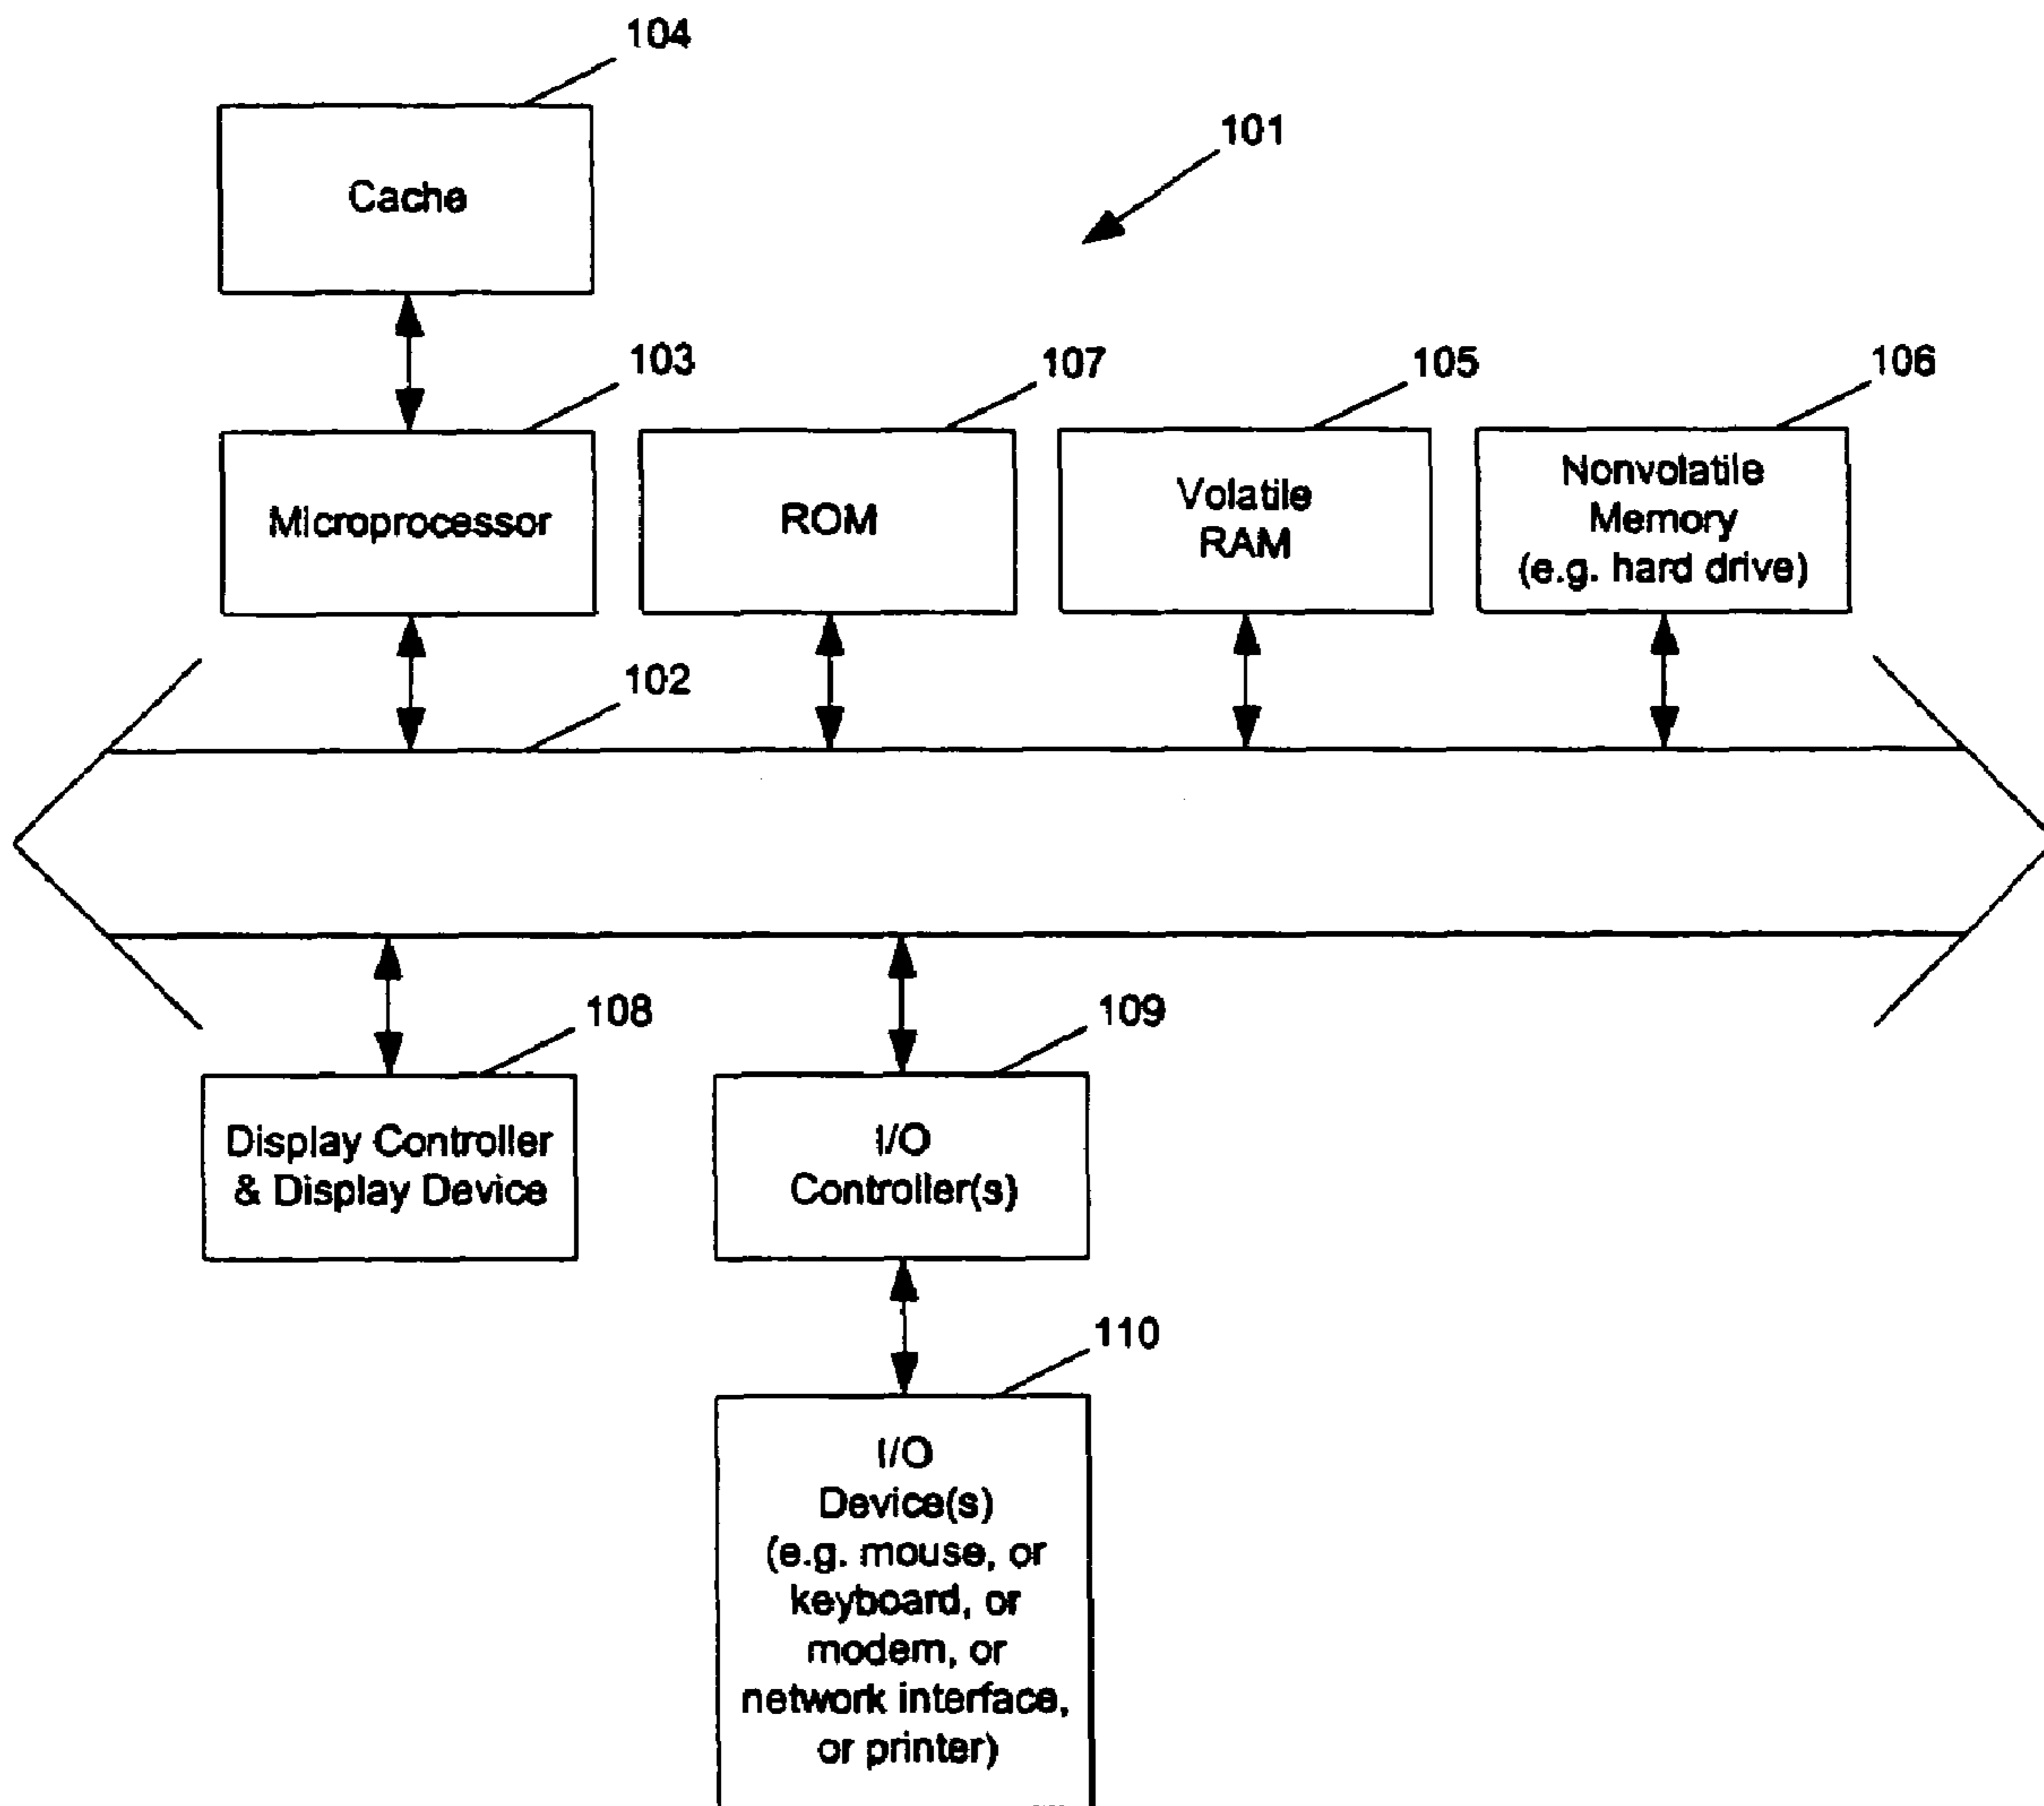 104
Cache
101
103
107
105
106
Microprocessor
ROM
Volatile
RAM
Nonvolatile
Memory
(e.g. hard drive)
102
108
109
Display Controller
& Display Device
I/O
Controller(s)
110
I/O
Device(s)
(e.g. mouse, or
keyboard, or
modem, or
network interface,
or printer)